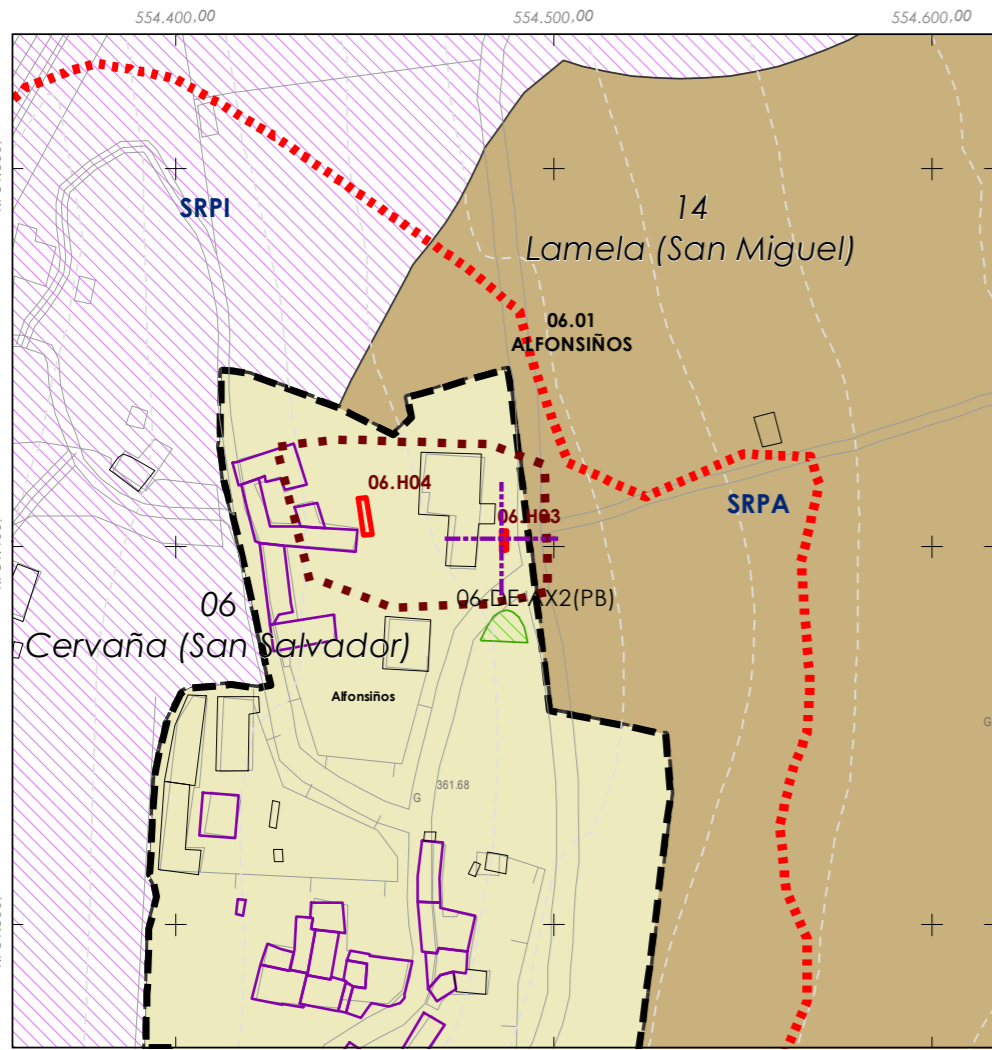 554.400,00
554.500,00
554.600,00
SRPI
14
Lamela (San Miguel)
06.01
ALFONSIÑOS
06.H04
06.H03
SRPA
06-DE-AX2(PB)
06
Cervaña (San Salvador)
Alfonsiños
361.68
G
G